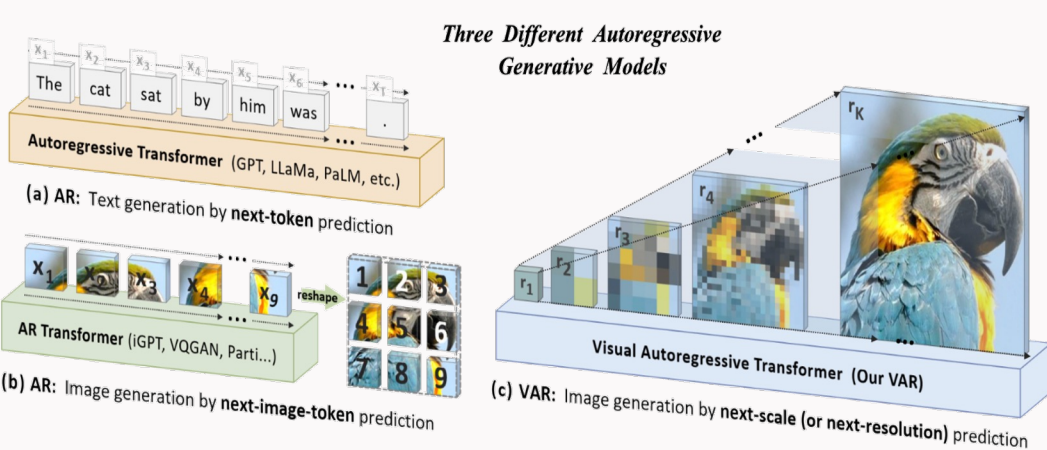 Three Different Autoregressive
Generative Models
x1 x2 x3 x4 x5 x6 ••• xT
The cat sat by him was .
•••
Autoregressive Transformer (GPT, LLaMa, PaLM, etc.)
(a) AR: Text generation by next-token prediction
•••
x1 x2 x3 x4 x9
•••
reshape
1 2 3
4 5 6
7 8 9
AR Transformer (iGPT, VQGAN, Parti...)
(b) AR: Image generation by next-image-token prediction
r1 r2 r3 r4 ••• rK
•••
•••
Visual Autoregressive Transformer (Our VAR)
(c) VAR: Image generation by next-scale (or next-resolution) prediction